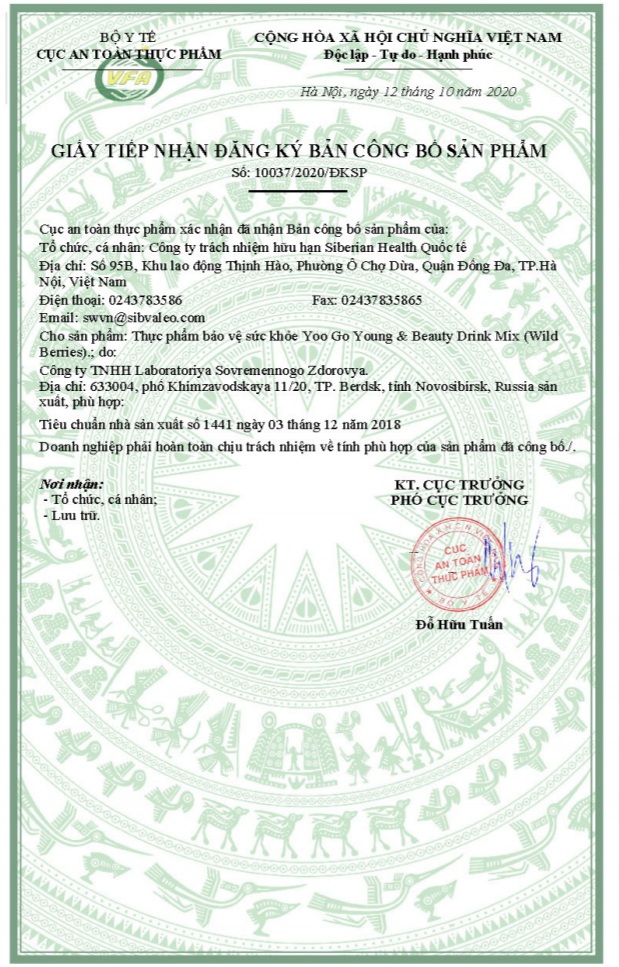 BỘ Y TẾ
CỤC AN TOÀN THỰC PHẨM
VFA
CỘNG HÒA XÃ HỘI CHỦ NGHĨA VIỆT NAM
Độc lập - Tự do - Hạnh phúc
Hà Nội, ngày 12 tháng 10 năm 2020
GIẤY TIẾP NHẬN ĐĂNG KÝ BẢN CÔNG BỐ SẢN PHẨM
Số: 10037/2020/ĐKSP
Cục an toàn thực phẩm xác nhận đã nhận Bản công bố sản phẩm của:
Tổ chức, cá nhân: Công ty trách nhiệm hữu hạn Siberian Health Quốc tế
Địa chỉ: Số 95B, Khu lao động Thịnh Hào, Phường Ô Chợ Dừa, Quận Đống Đa, TP.Hà
Nội, Việt Nam
Điện thoại: 0243783586 Fax: 02437835865
Email: swvn@sibvaleo.com
Cho sản phẩm: Thực phẩm bảo vệ sức khỏe Yoo Go Young & Beauty Drink Mix (Wild
Berries).; do:
Công ty TNHH Laboratoriya Sovremennogo Zdorovya.
Địa chỉ: 633004, phố Khimzavodskaya 11/20, TP. Berdsk, tỉnh Novosibirsk, Russia sản
xuất, phù hợp:
Tiêu chuẩn nhà sản xuất số 1441 ngày 03 tháng 12 năm 2018
Doanh nghiệp phải hoàn toàn chịu trách nhiệm về tính phù hợp của sản phẩm đã công bố./.
Nơi nhận:
- Tổ chức, cá nhân;
- Lưu trữ.
KT. CỤC TRƯỞNG
PHÓ CỤC TRƯỞNG
CỤC
AN TOÀN
THỰC PHẨM
Đỗ Hữu Tuấn